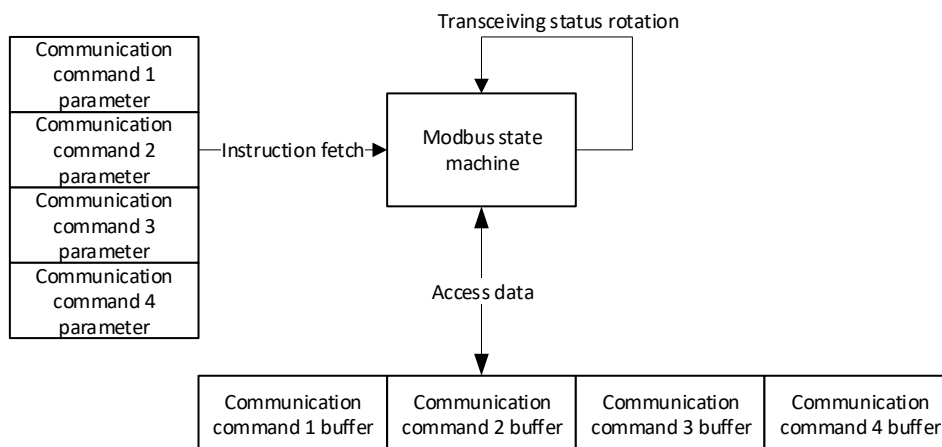 Transceiving status rotation
Communication
command 1
parameter
Communication
command 2
parameter
Communication
command 3
parameter
Communication
command 4
parameter
Instruction fetch
Modbus state
machine
Access data
Communication
command 1 buffer
Communication
command 2 buffer
Communication
command 3 buffer
Communication
command 4 buffer